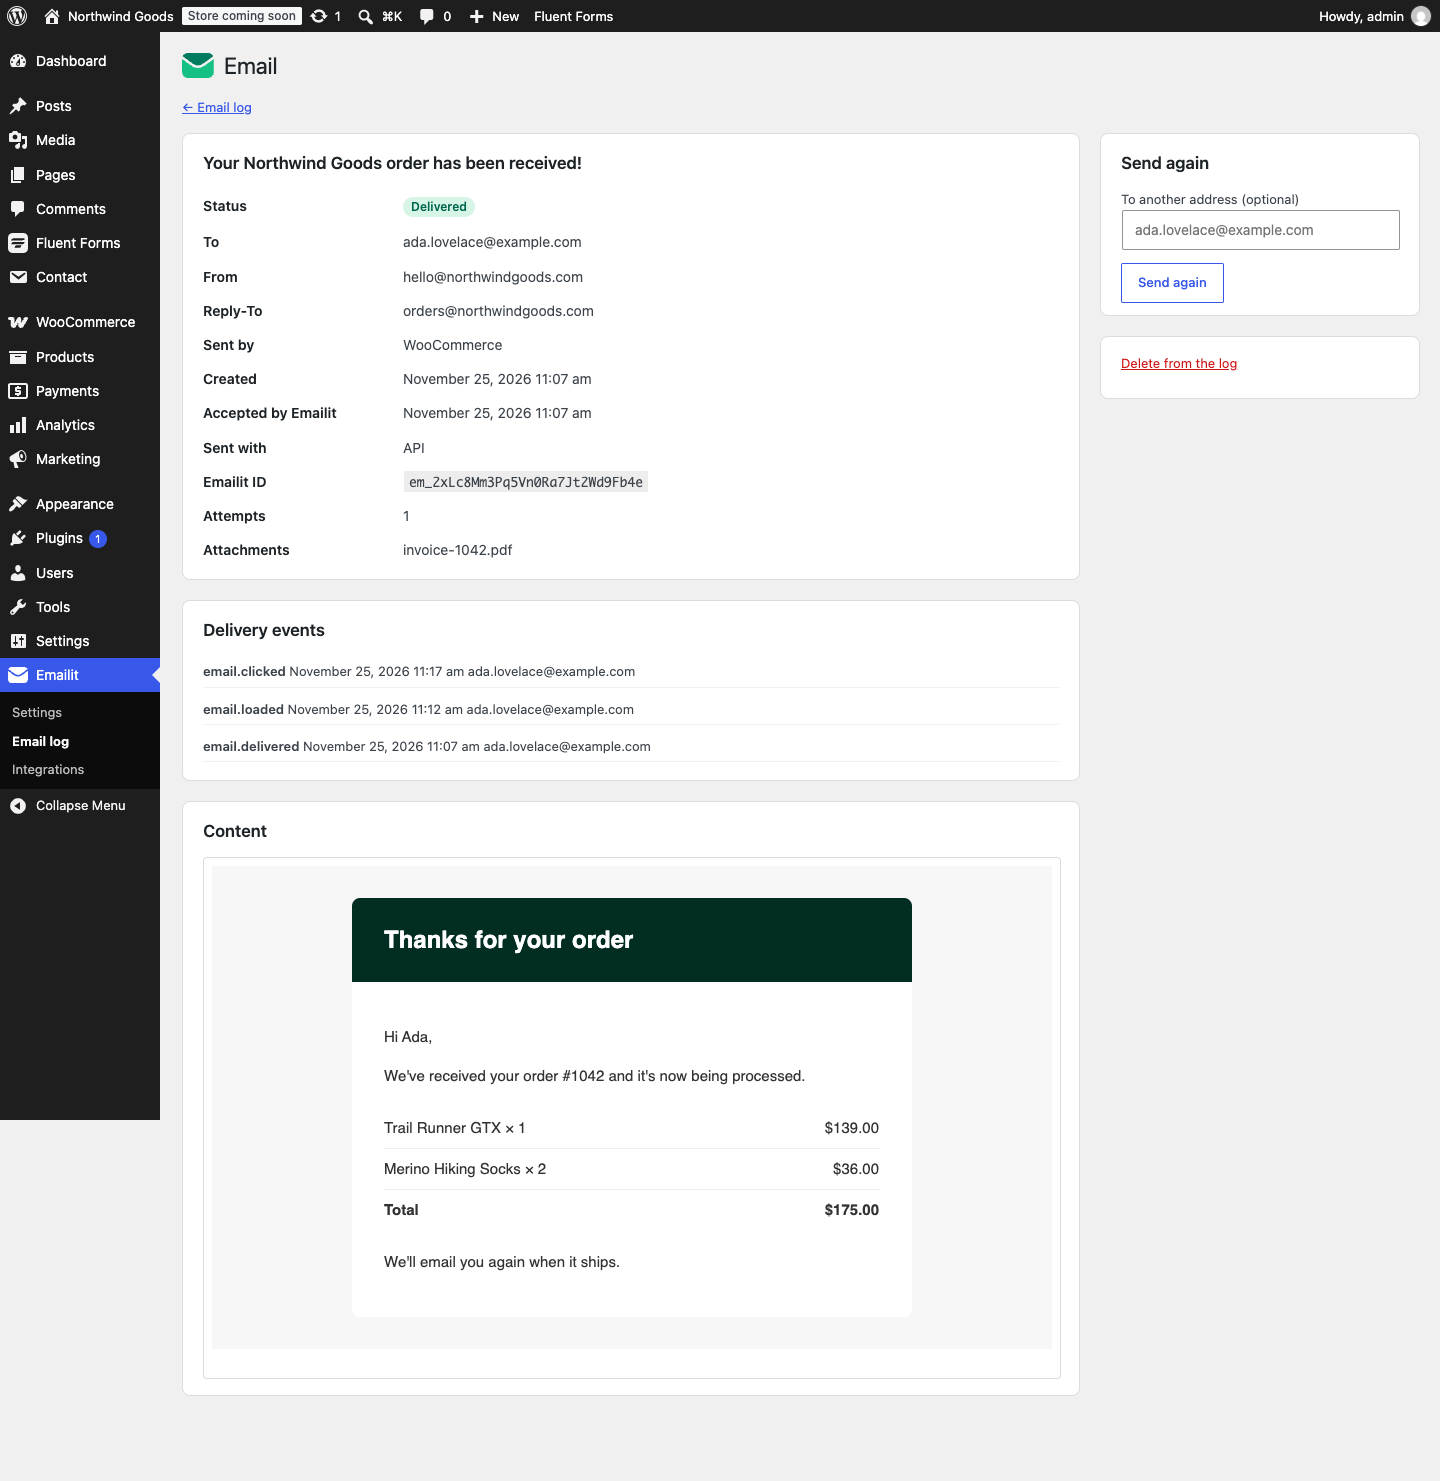 Northwind Goods Store coming soon 1 ⌘K 0 New Fluent Forms Howdy, admin
Dashboard
Posts
Media
Pages
Comments
Fluent Forms
Contact
WooCommerce
Products
Payments
Analytics
Marketing
Appearance
Plugins 1
Users
Tools
Settings
Emailit
Settings
Email log
Integrations
Collapse Menu
Email
← Email log
Your Northwind Goods order has been received!
Status Delivered
To ada.lovelace@example.com
From hello@northwindgoods.com
Reply-To orders@northwindgoods.com
Sent by WooCommerce
Created November 25, 2026 11:07 am
Accepted by Emailit November 25, 2026 11:07 am
Sent with API
Emailit ID em_2xLc8Mm3Pq5Vn0Ra7Jt2Wd9Fb4e
Attempts 1
Attachments invoice-1042.pdf
Delivery events
email.clicked November 25, 2026 11:17 am ada.lovelace@example.com
email.loaded November 25, 2026 11:12 am ada.lovelace@example.com
email.delivered November 25, 2026 11:07 am ada.lovelace@example.com
Content
Thanks for your order
Hi Ada,
We've received your order #1042 and it's now being processed.
Trail Runner GTX × 1 $139.00
Merino Hiking Socks × 2 $36.00
Total $175.00
We'll email you again when it ships.
Send again
To another address (optional)
ada.lovelace@example.com
Send again
Delete from the log